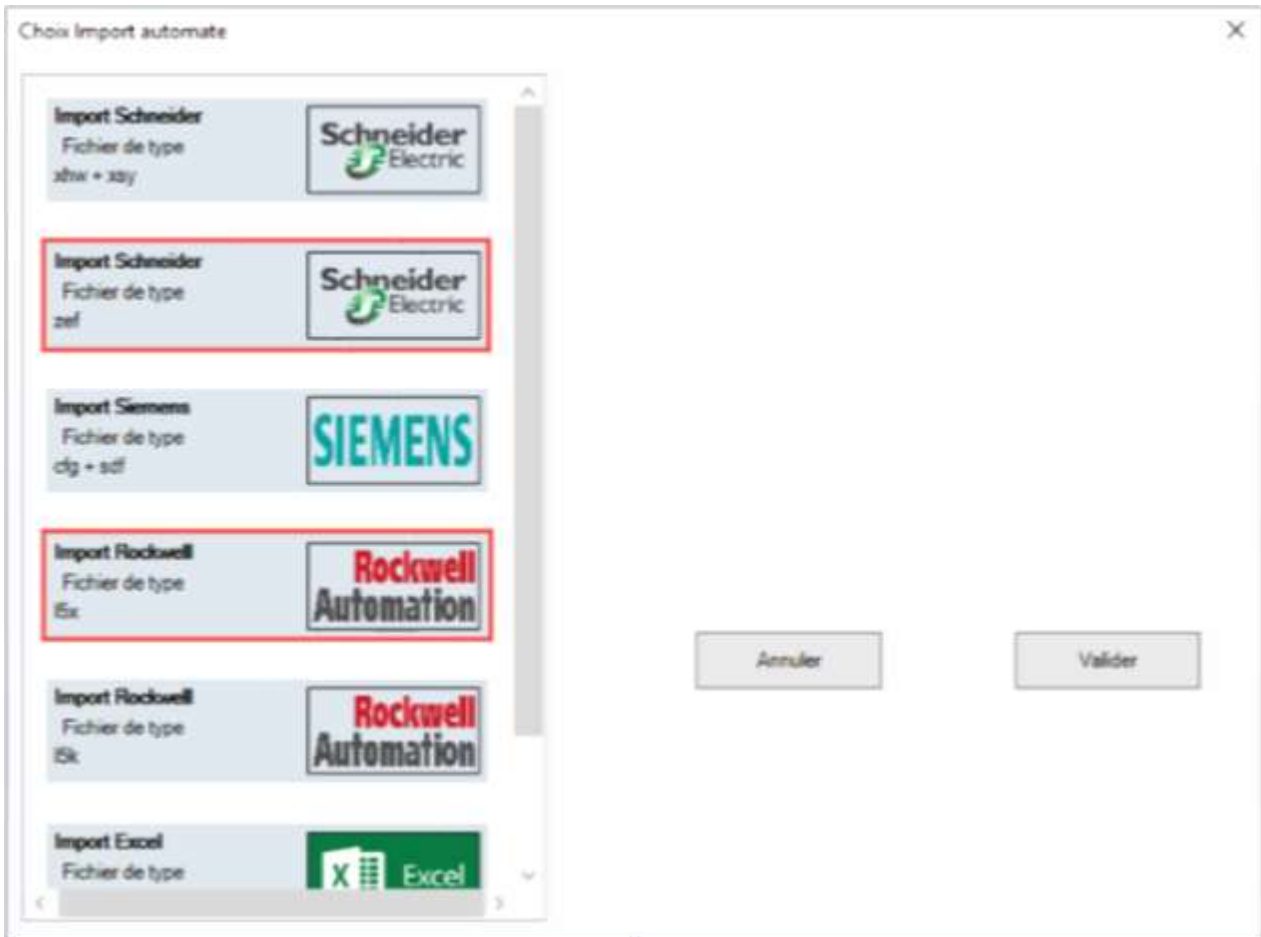 Choix Import automate
Import Schneider
Fichier de type
xhw + xsy
Schneider
Electric
Import Schneider
Fichier de type
zef
Schneider
Electric
Import Siemens
Fichier de type
cfg + sdf
SIEMENS
Import Rockwell
Fichier de type
l5x
Rockwell
Automation
Import Rockwell
Fichier de type
l5k
Rockwell
Automation
Import Excel
Fichier de type
X Excel
Annuler
Valider